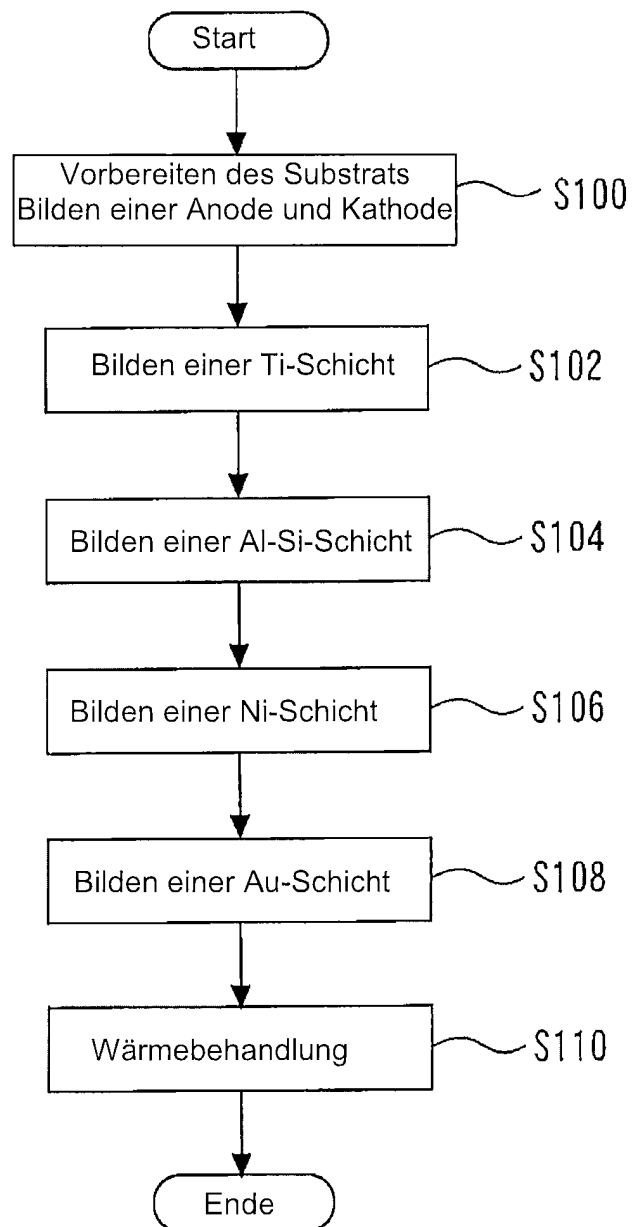 Start
Vorbereiten des Substrats
Bilden einer Anode und Kathode
S100
Bilden einer Ti-Schicht
S102
Bilden einer Al-Si-Schicht
S104
Bilden einer Ni-Schicht
S106
Bilden einer Au-Schicht
S108
Wärmebehandlung
S110
Ende